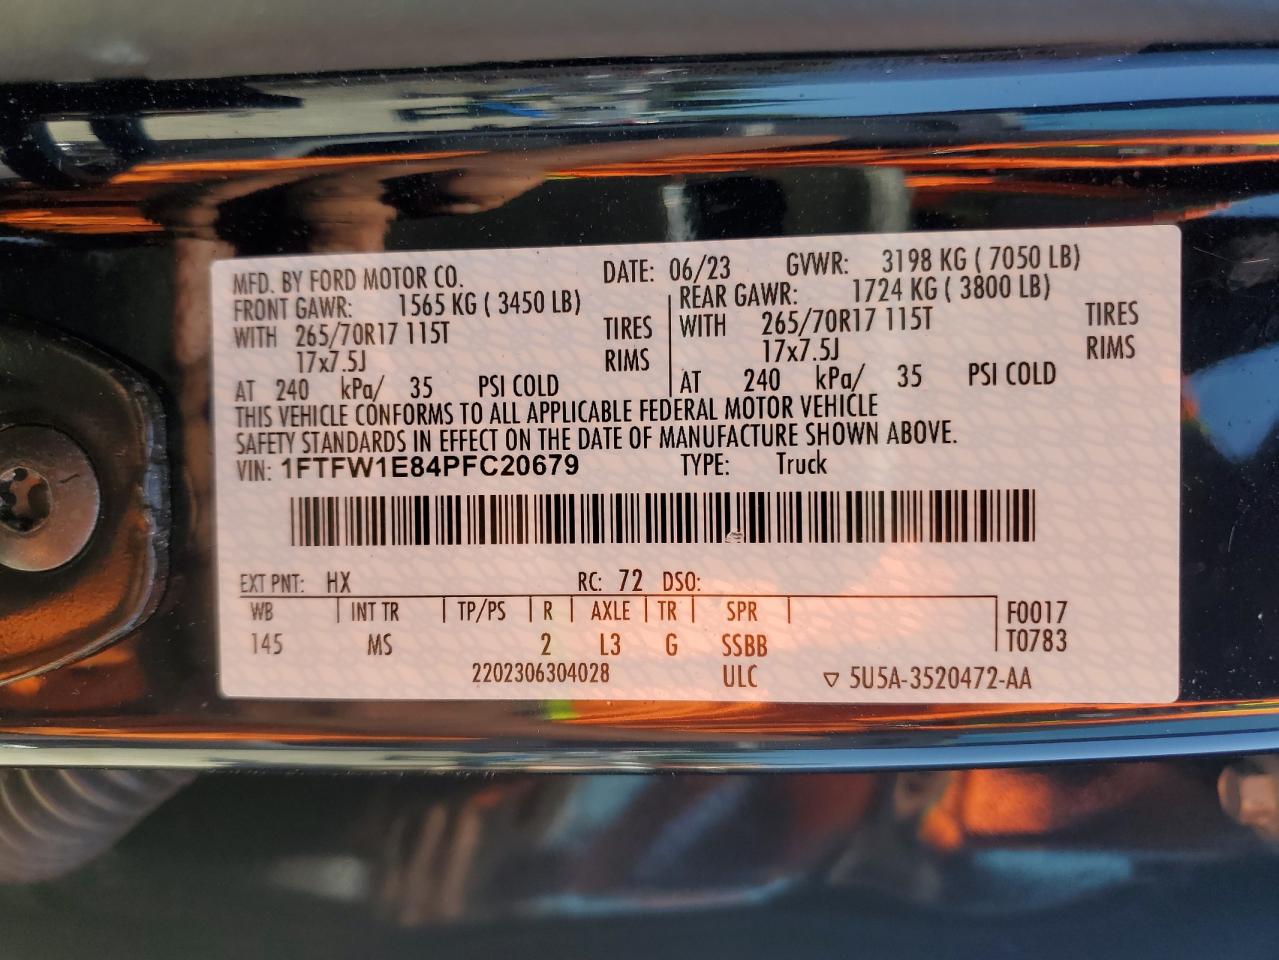 MFD. BY FORD MOTOR CO. DATE: 06/23 GVWR: 3198 KG ( 7050 LB)
FRONT GAWR: 1565 KG ( 3450 LB) REAR GAWR: 1724 KG ( 3800 LB)
WITH 265/70R17 115T TIRES WITH 265/70R17 115T TIRES
17x7.5J RIMS 17x7.5J RIMS
AT 240 kPa/ 35 PSI COLD AT 240 kPa/ 35 PSI COLD
THIS VEHICLE CONFORMS TO ALL APPLICABLE FEDERAL MOTOR VEHICLE
SAFETY STANDARDS IN EFFECT ON THE DATE OF MANUFACTURE SHOWN ABOVE.
VIN: 1FTFW1E84PFC20679 TYPE: Truck
EXT PNT: HX RC: 72 DSO:
WB INT TR TP/PS R AXLE TR SPR F0017
145 MS 2 L3 G SSBB T0783
2202306304028 ULC ▽ 5U5A-3520472-AA